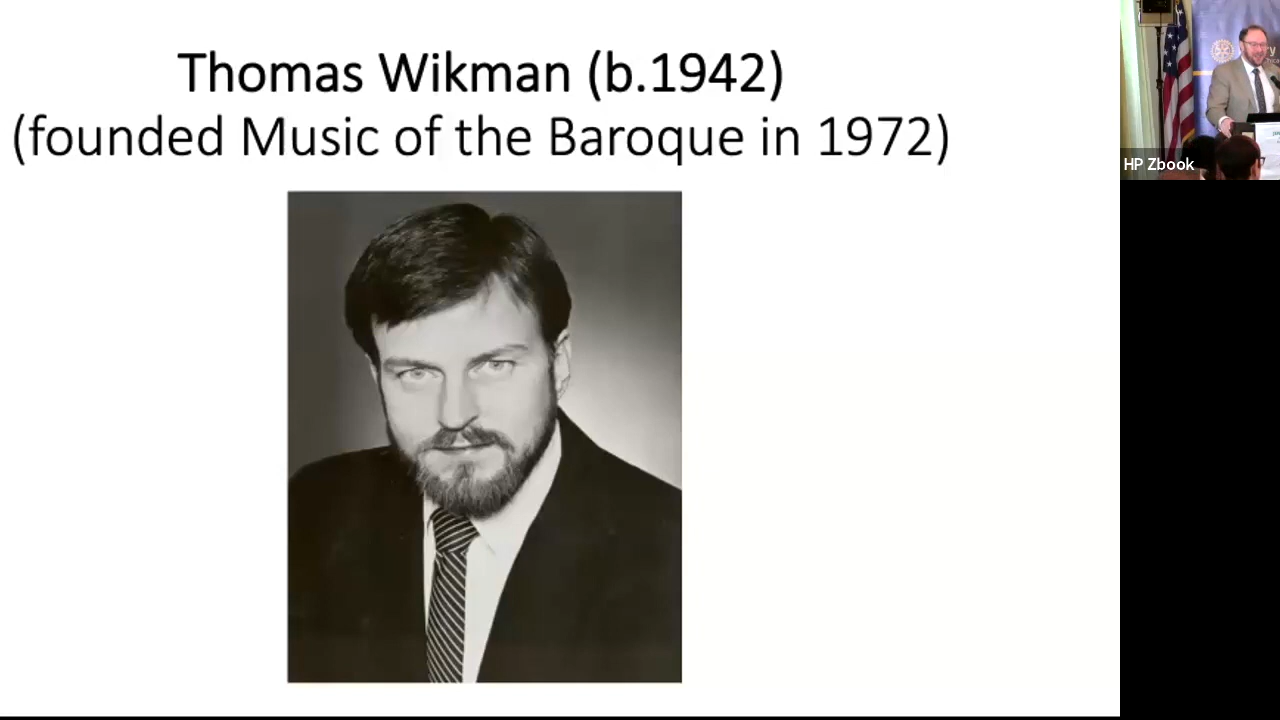 Thomas Wikman (b.1942)
(founded Music of the Baroque in 1972)
HP Zbook